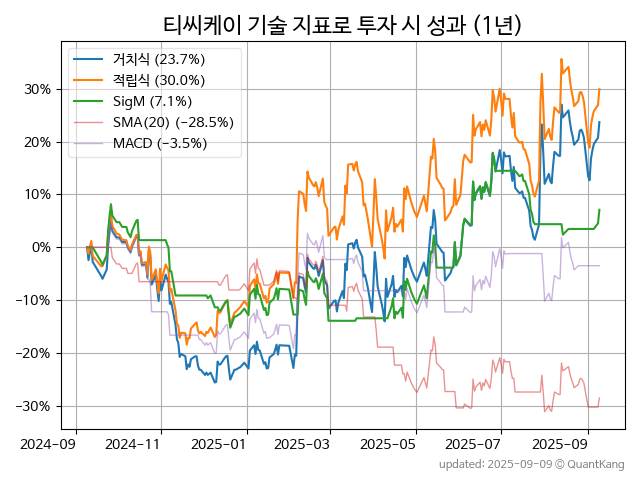 티씨케이 기술 지표로 투자 시 성과 (1년)
거치식 (23.7%)
적립식 (30.0%)
SigM (7.1%)
SMA(20) (−28.5%)
MACD (−3.5%)
30%
20%
10%
0%
−10%
−20%
−30%
2024-09 2024-11 2025-01 2025-03 2025-05 2025-07 2025-09
updated: 2025-09-09 © QuantKang